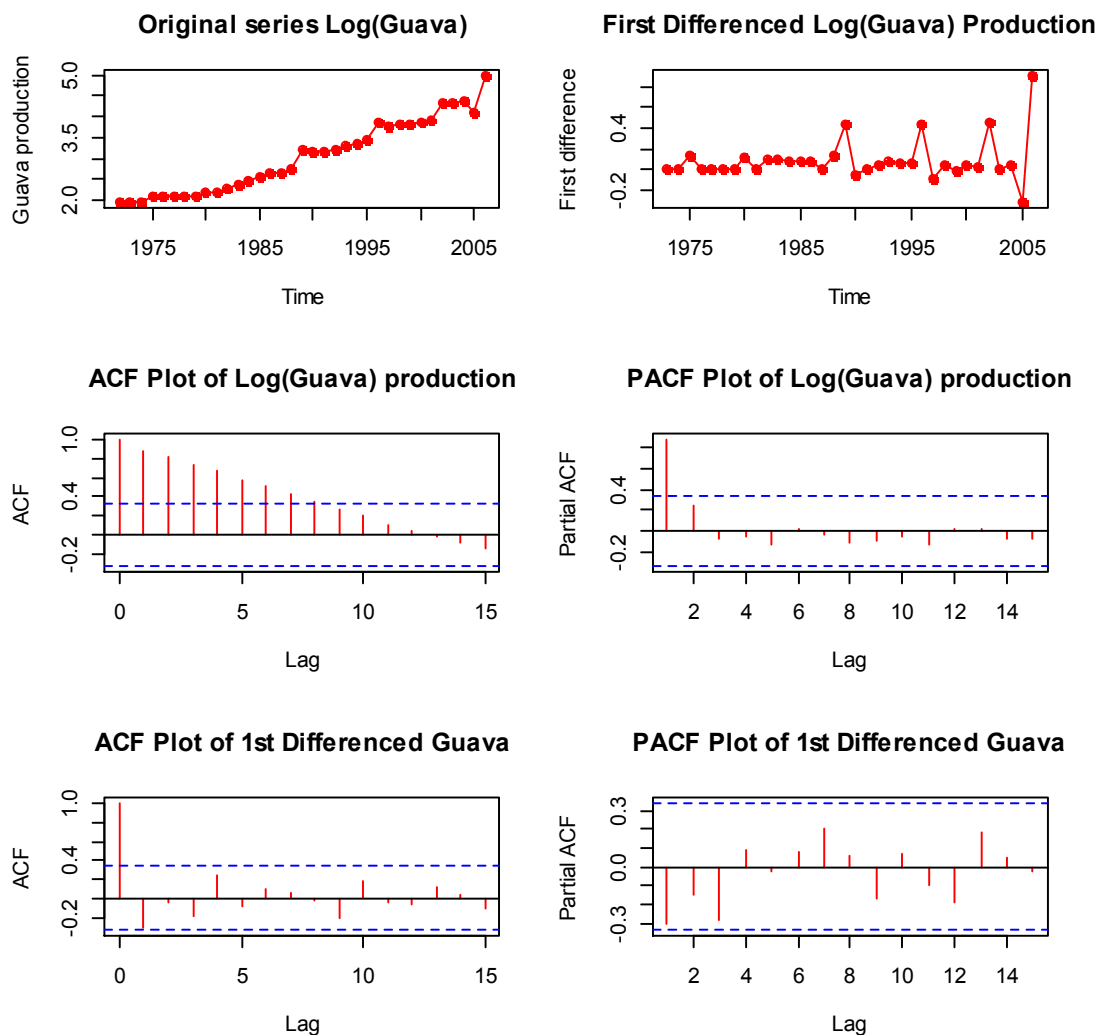 Original series Log(Guava)
Guava production
5.0
3.5
2.0
1975 1985 1995 2005
Time
First Differenced Log(Guava) Production
First difference
0.4
-0.2
1975 1985 1995 2005
Time
ACF Plot of Log(Guava) production
ACF
1.0
0.4
-0.2
0 5 10 15
Lag
PACF Plot of Log(Guava) production
Partial ACF
0.4
-0.2
2 4 6 8 10 12 14
Lag
ACF Plot of 1st Differenced Guava
ACF
1.0
0.4
-0.2
0 5 10 15
Lag
PACF Plot of 1st Differenced Guava
Partial ACF
0.3
0.0
-0.3
2 4 6 8 10 12 14
Lag